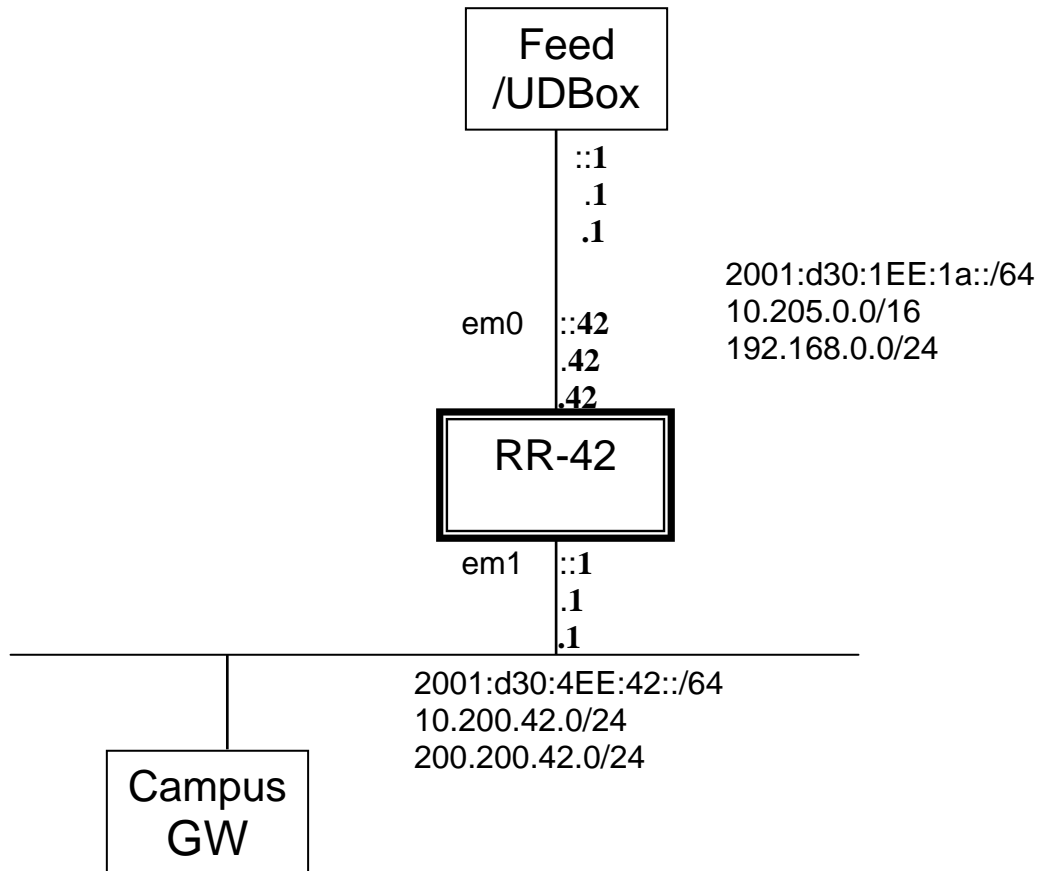 Feed
/UDBox
::1
.1
.1
2001:d30:1EE:1a::/64
10.205.0.0/16
192.168.0.0/24
em0
::42
.42
.42
RR-42
em1
::1
.1
.1
2001:d30:4EE:42::/64
10.200.42.0/24
200.200.42.0/24
Campus
GW